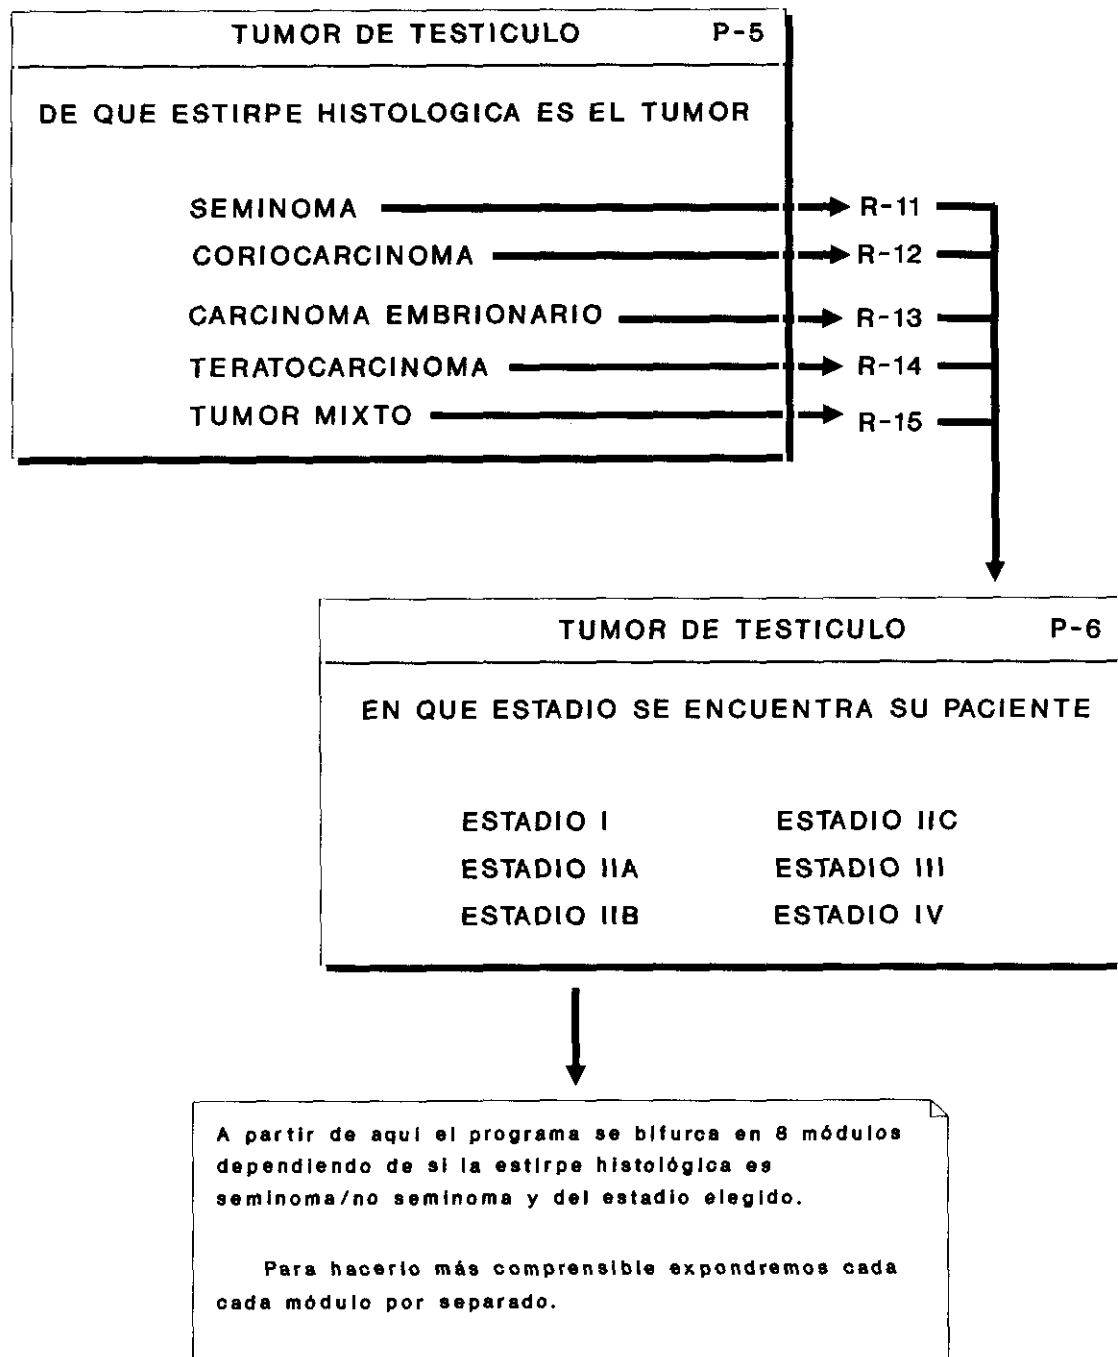 TUMOR DE TESTICULO P-5
DE QUE ESTIRPE HISTOLOGICA ES EL TUMOR
SEMINOMA R-11
CORIOCARCINOMA R-12
CARCINOMA EMBRIONARIO R-13
TERATOCARCINOMA R-14
TUMOR MIXTO R-15
TUMOR DE TESTICULO P-6
EN QUE ESTADIO SE ENCUENTRA SU PACIENTE
ESTADIO I ESTADIO IIC
ESTADIO IIA ESTADIO III
ESTADIO IIB ESTADIO IV
A partir de aquí el programa se bifurca en 8 módulos
dependiendo de si la estirpe histológica es
seminoma/no seminoma y del estadio elegido.
Para hacerlo más comprensible expondremos cada
cada módulo por separado.